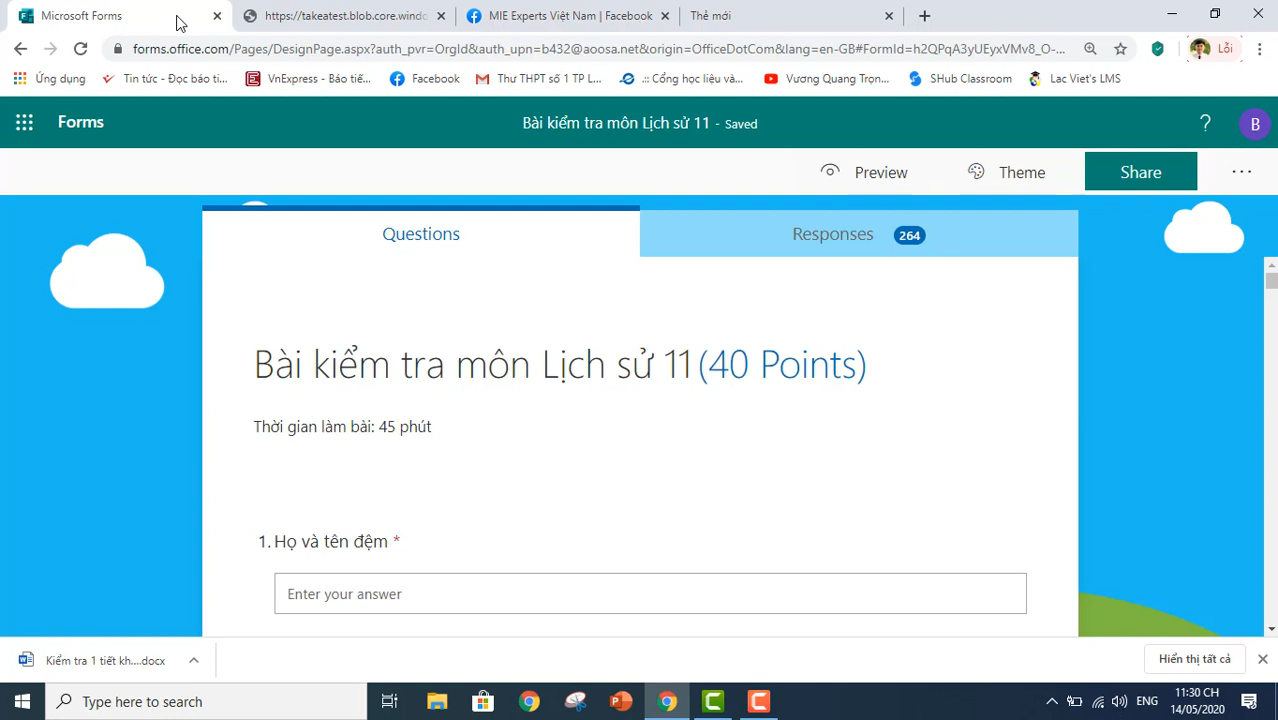 Microsoft Forms
https://takeatest.blob.core.windo
MIE Experts Việt Nam | Facebook
Thẻ mới
forms.office.com/Pages/DesignPage.aspx?auth_pvr=OrgId&auth_upn=b432@aoosa.net&origin=OfficeDotCom&lang=en-GB#FormId=h2QPqA3yUEyxVMv8_O-...
Lỗi
Ứng dụng
Tin tức - Đọc báo ti...
VnExpress - Báo tiế...
Facebook
Thư THPT số 1 TP L...
.:: Cổng học liệu và...
Vương Quang Trọn...
SHub Classroom
Lac Viet's LMS
Forms
Bài kiểm tra môn Lịch sử 11 - Saved
?
B
Preview
Theme
Share
...
Questions
Responses 264
Bài kiểm tra môn Lịch sử 11 (40 Points)
Thời gian làm bài: 45 phút
1. Họ và tên đệm *
Enter your answer
Kiểm tra 1 tiết kh....docx
Hiển thị tất cả
Type here to search
ENG
11:30 CH
14/05/2020